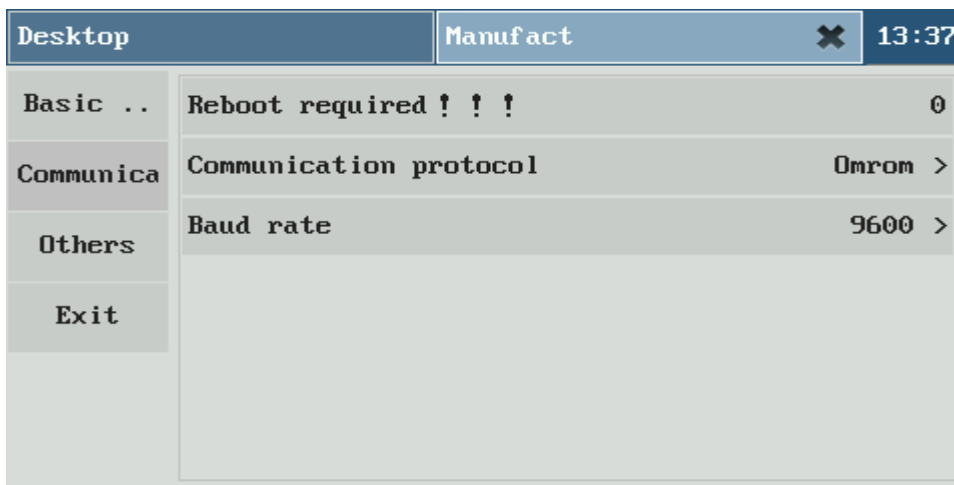 Desktop Manufact ✖ 13:37
Basic ..
Communica
Others
Exit
Reboot required！！！ 0
Communication protocol Omrom >
Baud rate 9600 >